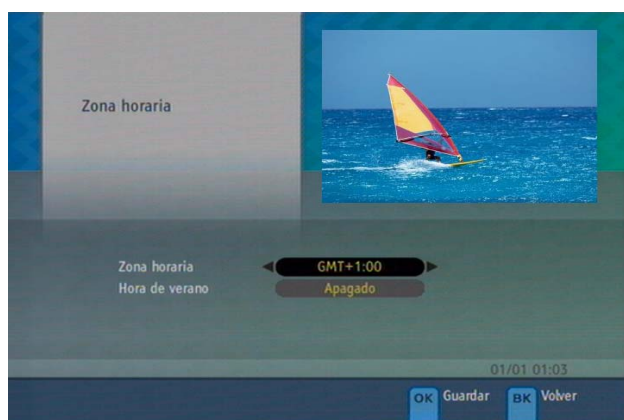 Zona horaria
Zona horaria GMT+1:00
Hora de verano Apagado
01/01 01:03
OK Guardar BK Volver